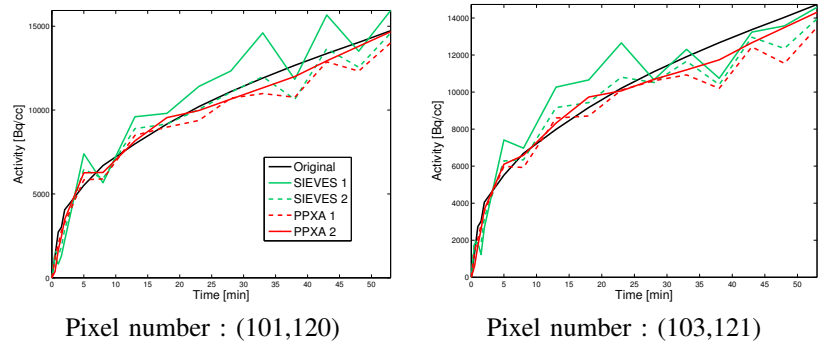 15000
10000
5000
0
Activity [Bq/cc]
0 5 10 15 20 25 30 35 40 45 50
Time [min]
Original
SIEVES 1
SIEVES 2
PPXA 1
PPXA 2
Pixel number : (101,120)
14000
12000
10000
8000
6000
4000
2000
0
Activity [Bq/cc]
0 5 10 15 20 25 30 35 40 45 50
Time [min]
Pixel number : (103,121)